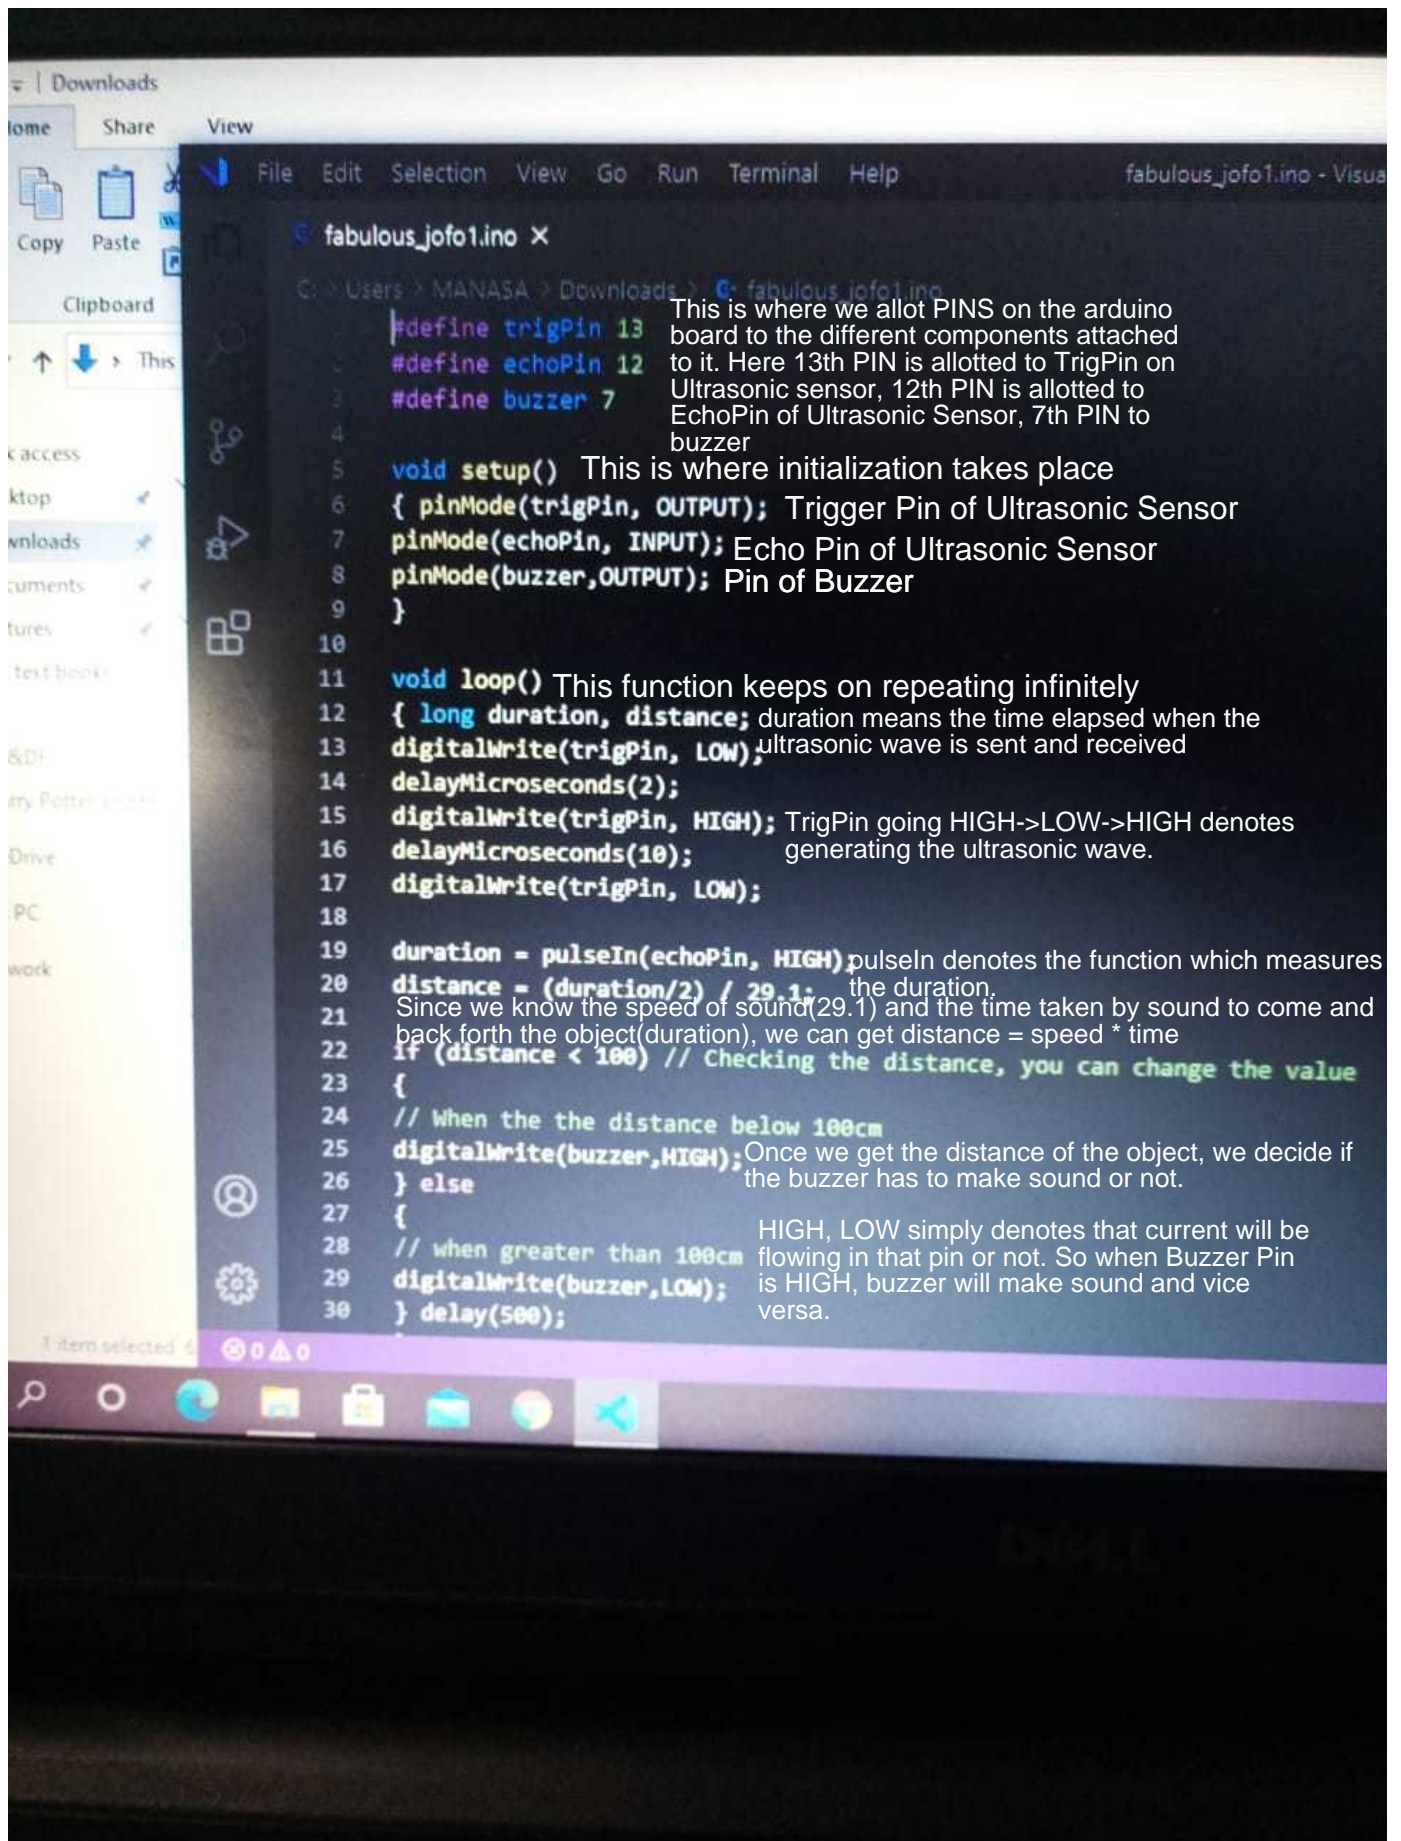 Downloads
Share View
File Edit Selection View Go Run Terminal Help fabulous_jofo1.ino - Visua
Copy Paste
fabulous_jofo1.ino ×
Clipboard
C: > Users > MANASA > Downloads > fabulous_jofo1.ino
This
#define trigPin 13
2 #define echoPin 12
3 #define buzzer 7
This is where we allot PINS on the arduino
board to the different components attached
to it. Here 13th PIN is allotted to TrigPin on
Ultrasonic sensor, 12th PIN is allotted to
EchoPin of Ultrasonic Sensor, 7th PIN to
buzzer
4
5 void setup() This is where initialization takes place
6 { pinMode(trigPin, OUTPUT); Trigger Pin of Ultrasonic Sensor
7 pinMode(echoPin, INPUT); Echo Pin of Ultrasonic Sensor
8 pinMode(buzzer,OUTPUT); Pin of Buzzer
9 }
10
11 void loop() This function keeps on repeating infinitely
12 { long duration, distance; duration means the time elapsed when the
13 digitalWrite(trigPin, LOW); ultrasonic wave is sent and received
14 delayMicroseconds(2);
15 digitalWrite(trigPin, HIGH); TrigPin going HIGH->LOW->HIGH denotes
16 delayMicroseconds(10); generating the ultrasonic wave.
17 digitalWrite(trigPin, LOW);
18
19 duration = pulseIn(echoPin, HIGH); pulseIn denotes the function which measures
20 distance = (duration/2) / 29.1; the duration.
21 Since we know the speed of sound(29.1) and the time taken by sound to come and
back forth the object(duration), we can get distance = speed * time
22 if (distance < 100) // Checking the distance, you can change the value
23 {
24 // When the the distance below 100cm
25 digitalWrite(buzzer,HIGH); Once we get the distance of the object, we decide if
26 } else the buzzer has to make sound or not.
27 {
28 // when greater than 100cm
29 digitalWrite(buzzer,LOW);
30 } delay(500);
HIGH, LOW simply denotes that current will be
flowing in that pin or not. So when Buzzer Pin
is HIGH, buzzer will make sound and vice
versa.
access
ktop
wnloads
cuments
tures
text books
Drive
PC
work
1 item selected
0 0
DELL